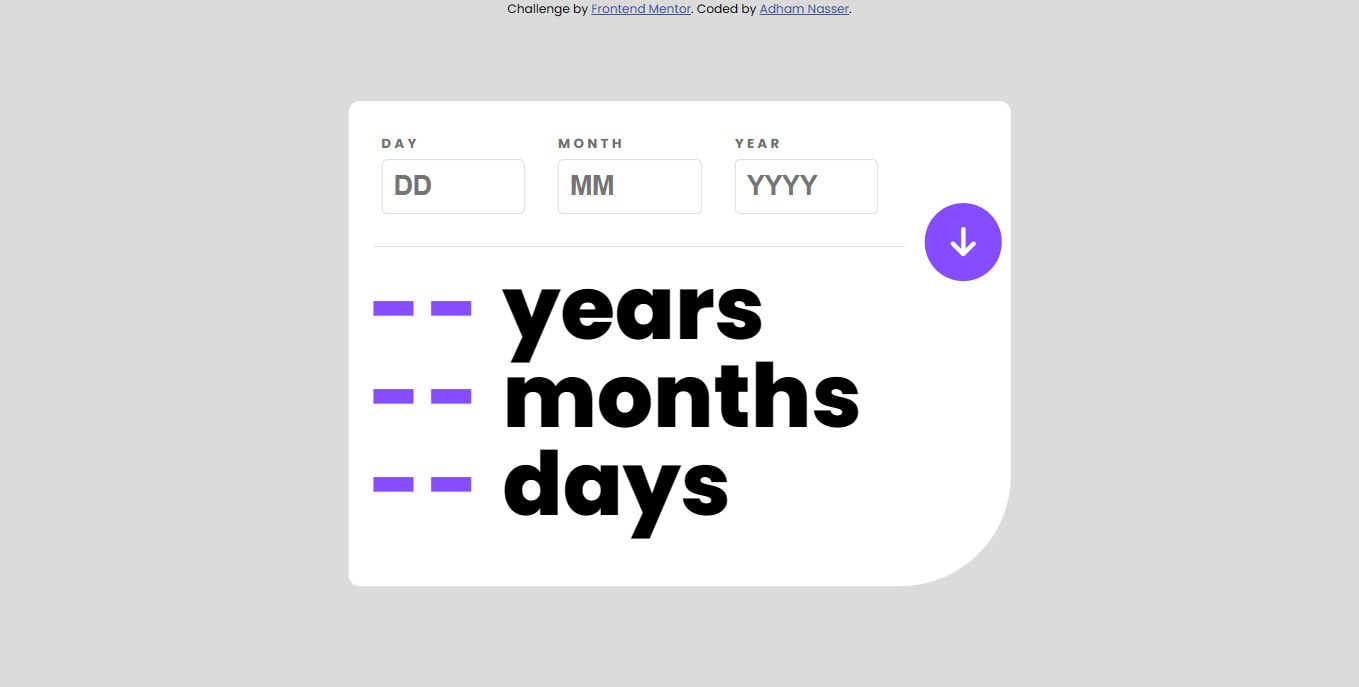 Challenge by Frontend Mentor. Coded by Adham Nasser.
DAY MONTH YEAR
DD MM YYYY
-- years
-- months
-- days